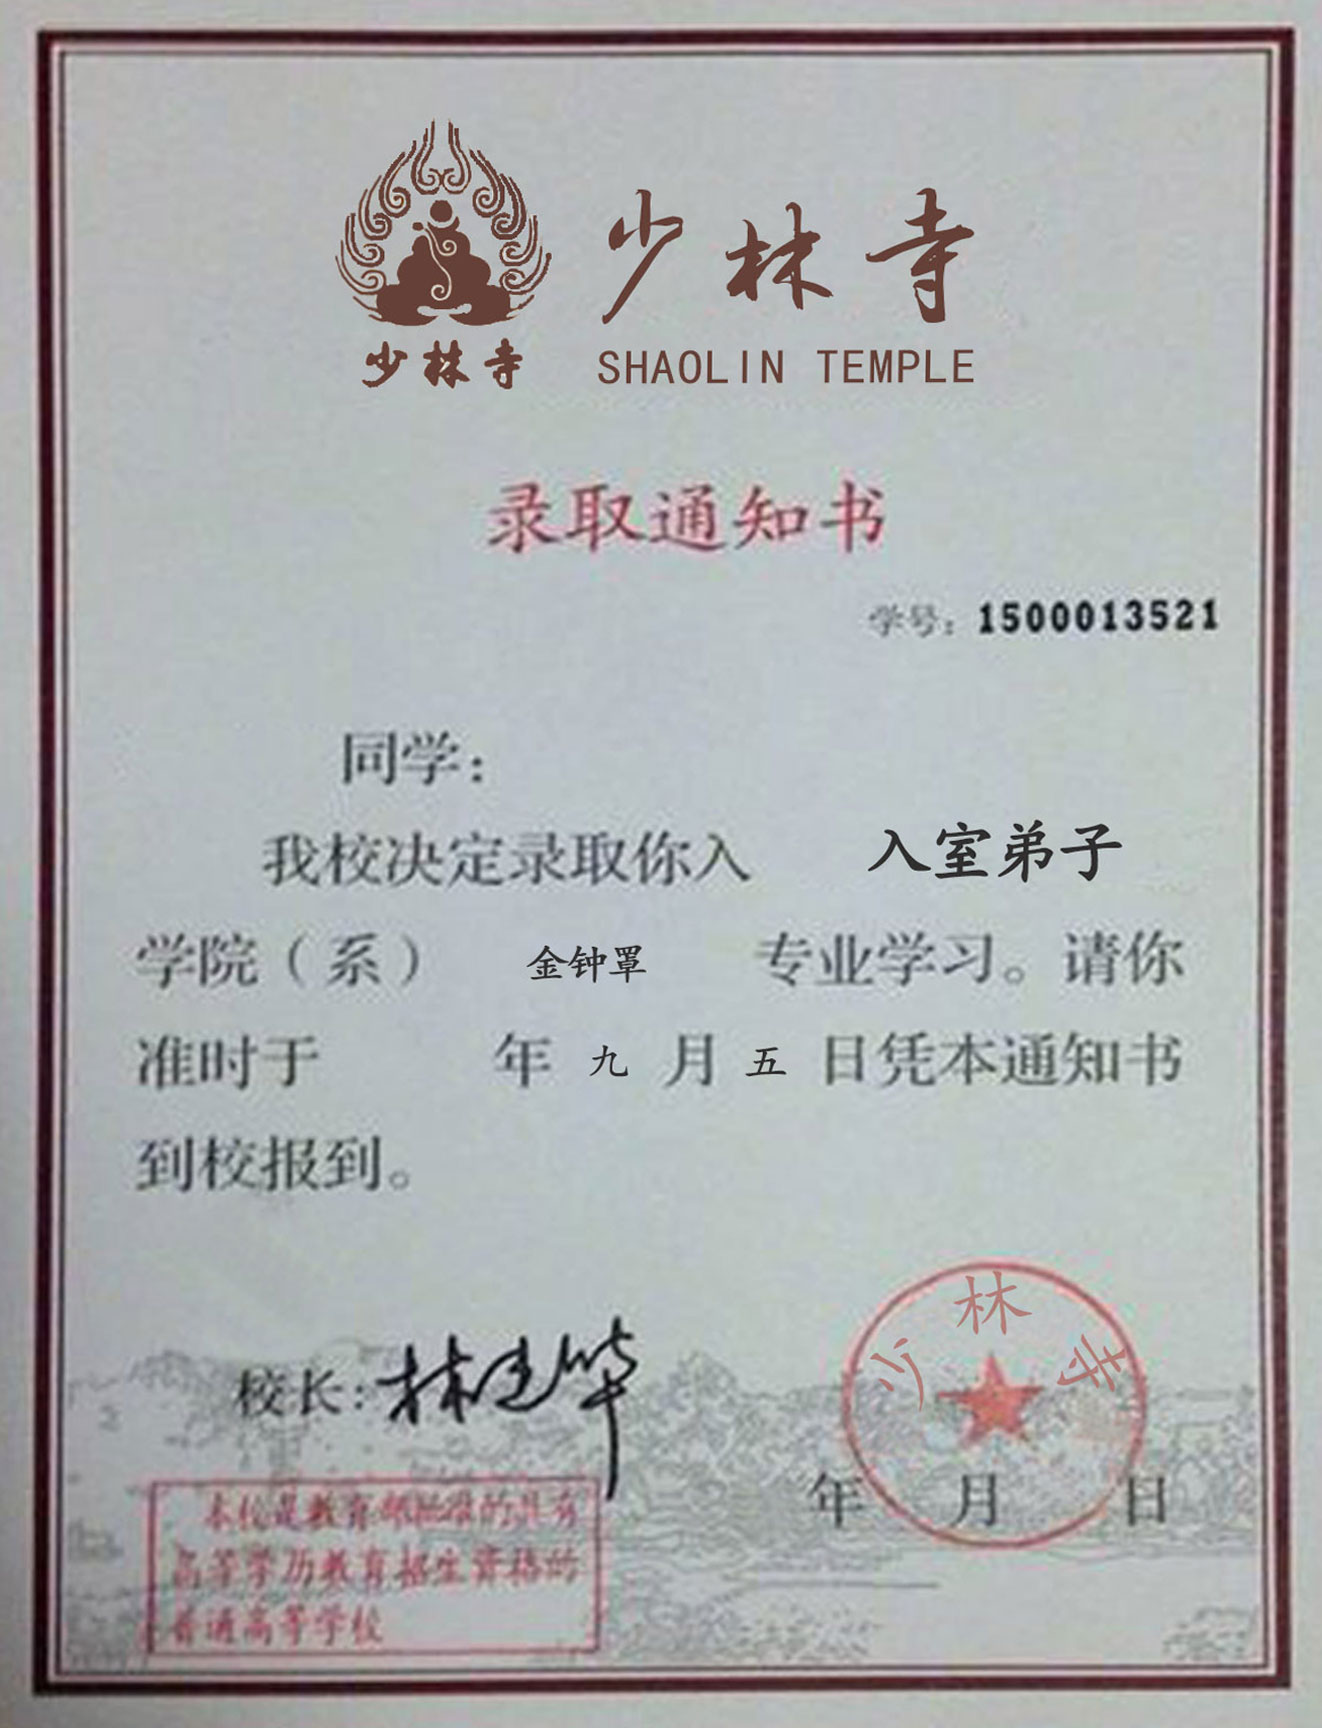 少林寺
少林寺
SHAOLIN TEMPLE
录取通知书
学号：1500013521
同学：
我校决定录取你入 入室弟子
学院（系） 金钟罩 专业学习。请你
准时于 年 九 月 五 日凭本通知书
到校报到。
校长：林建华
少林寺
年 月 日
本校是教育部批准的具有
高等学历教育招生资格的
普通高等学校